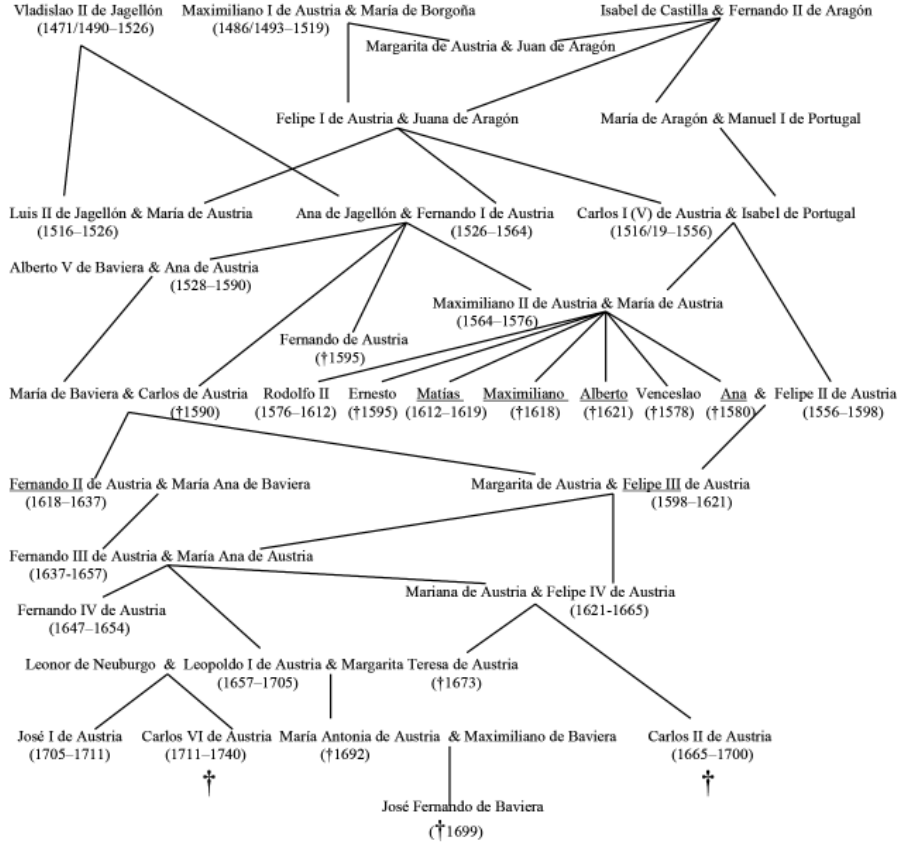 Vladislao II de Jagellón
(1471/1490–1526)
Maximiliano I de Austria & María de Borgoña
(1486/1493–1519)
Isabel de Castilla & Fernando II de Aragón
Margarita de Austria & Juan de Aragón
Felipe I de Austria & Juana de Aragón
María de Aragón & Manuel I de Portugal
Luis II de Jagellón & María de Austria
(1516–1526)
Ana de Jagellón & Fernando I de Austria
(1526–1564)
Carlos I (V) de Austria & Isabel de Portugal
(1516/19–1556)
Alberto V de Baviera & Ana de Austria
(1528–1590)
Maximiliano II de Austria & María de Austria
(1564–1576)
Fernando de Austria
(†1595)
María de Baviera & Carlos de Austria
(†1590)
Rodolfo II
(1576–1612)
Ernesto
(†1595)
Matías
(1612–1619)
Maximiliano
(†1618)
Alberto
(†1621)
Venceslao
(†1578)
Ana & Felipe II de Austria
(†1580)
(1556–1598)
Fernando II de Austria & María Ana de Baviera
(1618–1637)
Margarita de Austria & Felipe III de Austria
(1598–1621)
Fernando III de Austria & María Ana de Austria
(1637-1657)
Mariana de Austria & Felipe IV de Austria
(1621-1665)
Fernando IV de Austria
(1647–1654)
Leonor de Neuburgo & Leopoldo I de Austria & Margarita Teresa de Austria
(1657–1705)
(†1673)
José I de Austria
(1705–1711)
Carlos VI de Austria
(1711–1740)
†
María Antonia de Austria & Maximiliano de Baviera
(†1692)
Carlos II de Austria
(1665–1700)
†
José Fernando de Baviera
(†1699)